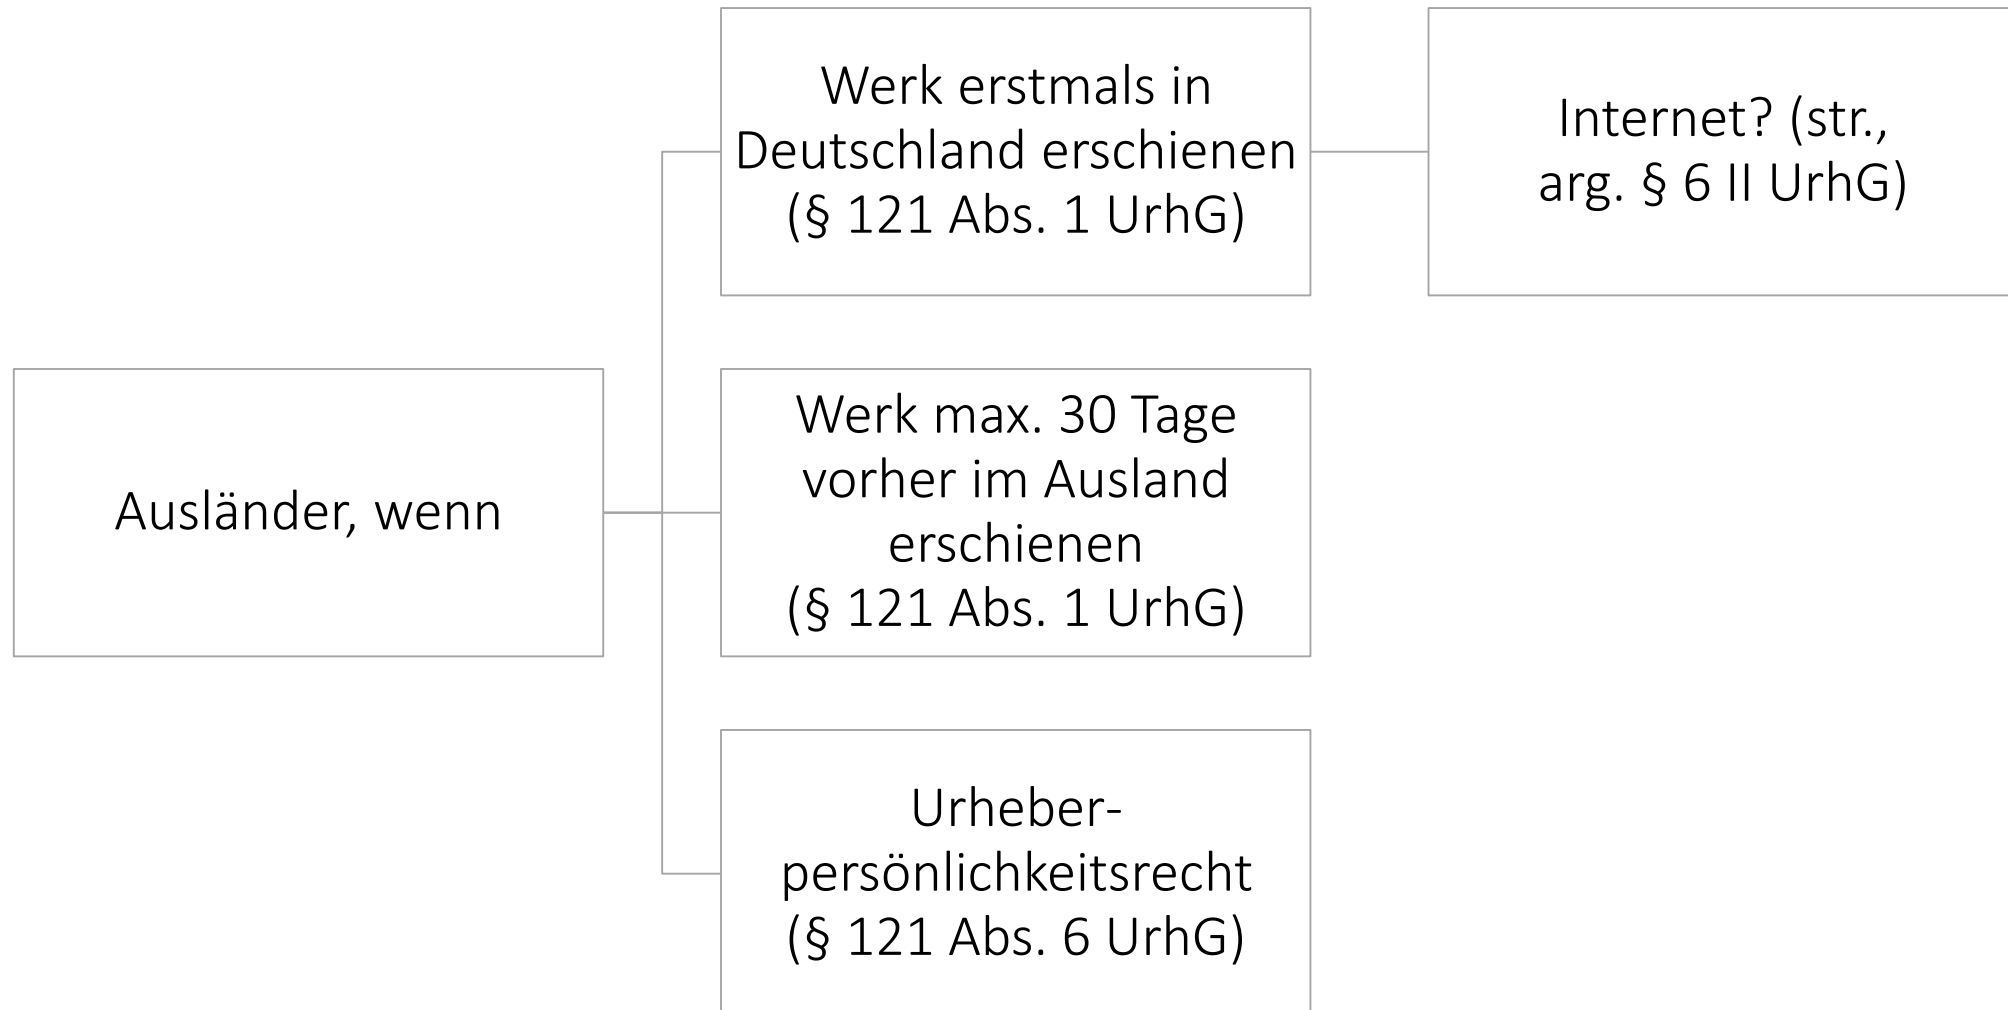 Ausländer, wenn
Werk erstmals in
Deutschland erschienen
(§ 121 Abs. 1 UrhG)
Internet? (str.,
arg. § 6 II UrhG)
Werk max. 30 Tage
vorher im Ausland
erschienen
(§ 121 Abs. 1 UrhG)
Urheber-
persönlichkeitsrecht
(§ 121 Abs. 6 UrhG)